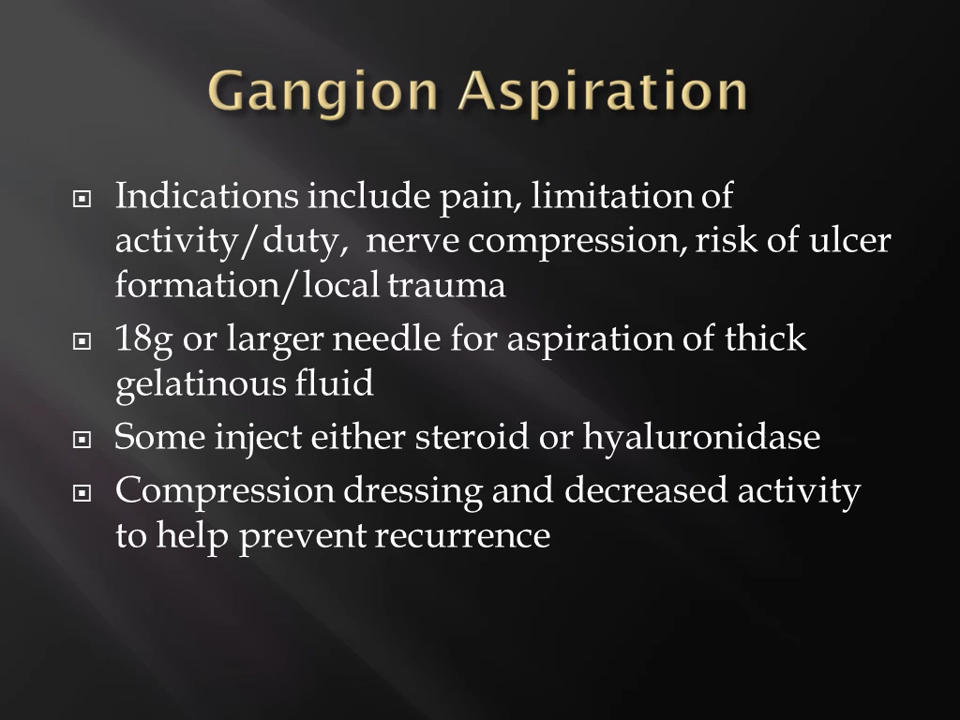 Gangion Aspiration
Indications include pain, limitation of
activity/duty, nerve compression, risk of ulcer
formation/local trauma
18g or larger needle for aspiration of thick
gelatinous fluid
Some inject either steroid or hyaluronidase
Compression dressing and decreased activity
to help prevent recurrence